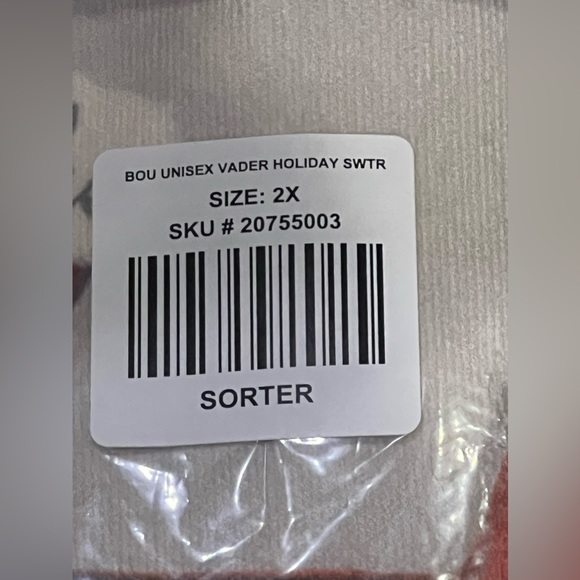 BOU UNISEX VADER HOLIDAY SWTR
SIZE: 2X
SKU # 20755003
SORTER